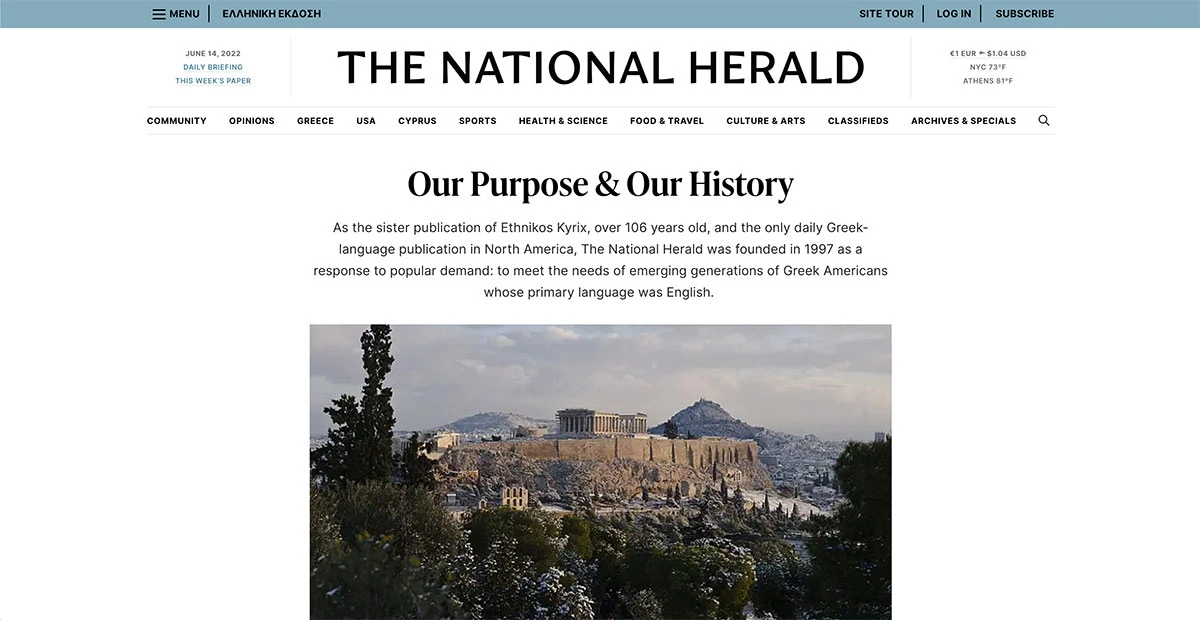 MENU
ΕΛΛΗΝΙΚΗ ΕΚΔΟΣΗ
SITE TOUR
LOG IN
SUBSCRIBE
JUNE 14, 2022
DAILY BRIEFING
THIS WEEK'S PAPER
THE NATIONAL HERALD
€1 EUR = $1.04 USD
NYC 73°F
ATHENS 81°F
COMMUNITY OPINIONS GREECE USA CYPRUS SPORTS HEALTH & SCIENCE FOOD & TRAVEL CULTURE & ARTS CLASSIFIEDS ARCHIVES & SPECIALS
Our Purpose & Our History
As the sister publication of Ethnikos Kyrix, over 106 years old, and the only daily Greek-
language publication in North America, The National Herald was founded in 1997 as a
response to popular demand: to meet the needs of emerging generations of Greek Americans
whose primary language was English.